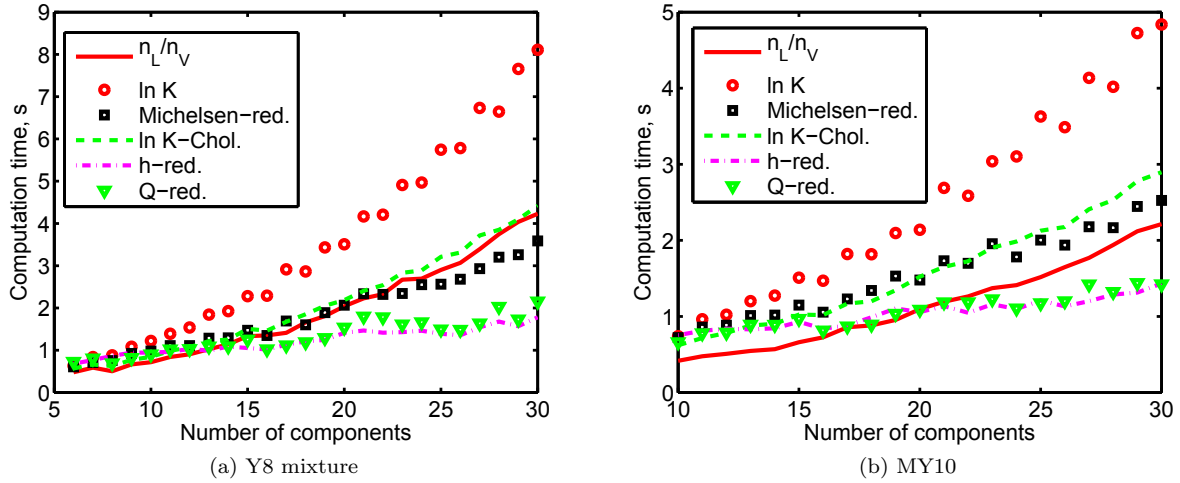 9
8
7
6
5
4
3
2
1
0
5
10
15
20
25
30
Computation time, s
Number of components
n_L/n_V
ln K
Michelsen−red.
ln K−Chol.
h−red.
Q−red.
(a) Y8 mixture
5
4
3
2
1
0
10
15
20
25
30
Computation time, s
Number of components
n_L/n_V
ln K
Michelsen−red.
ln K−Chol.
h−red.
Q−red.
(b) MY10